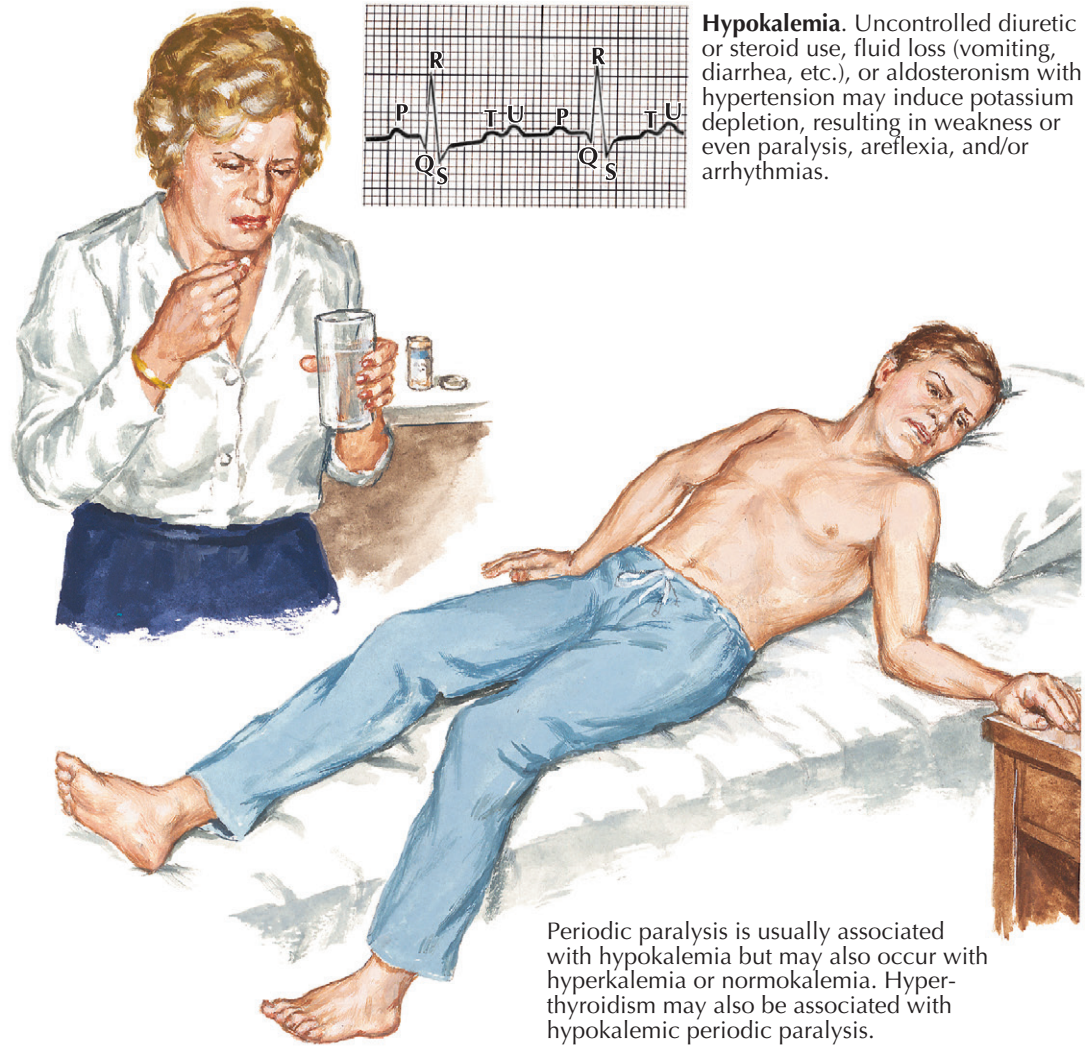 Hypokalemia. Uncontrolled diuretic
or steroid use, fluid loss (vomiting,
diarrhea, etc.), or aldosteronism with
hypertension may induce potassium
depletion, resulting in weakness or
even paralysis, areflexia, and/or
arrhythmias.
R R
P T U P T U
Q S Q S
Periodic paralysis is usually associated
with hypokalemia but may also occur with
hyperkalemia or normokalemia. Hyper-
thyroidism may also be associated with
hypokalemic periodic paralysis.